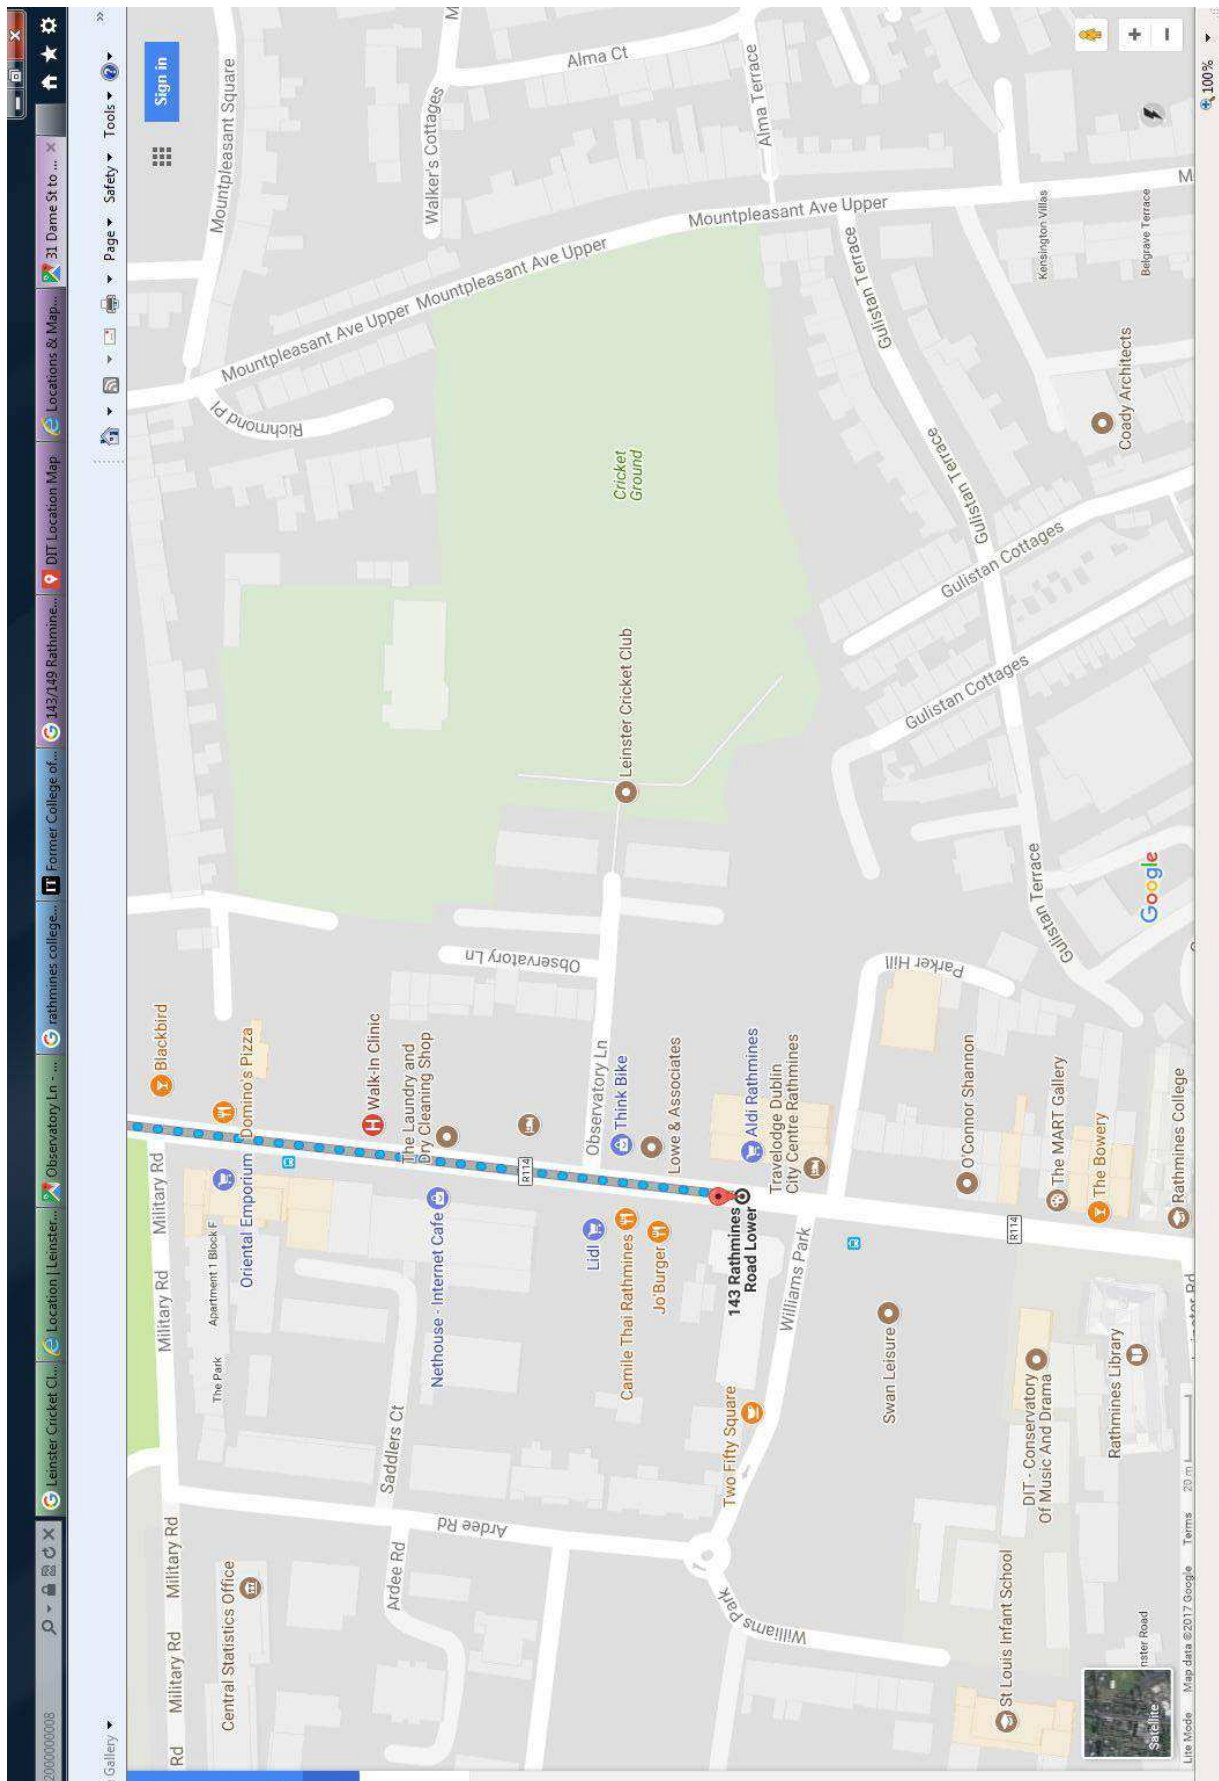 2000000008
Leinster Cricket Cl...
Location | Leinster...
Observatory Ln - ...
rathmines college...
Former College of...
143/149 Rathmine...
DIT Location Map
Locations & Map...
31 Dame St to ...
Gallery
Page
Safety
Tools
Sign in
Rd
Military Rd
Military Rd
Military Rd
Military Rd
Military Rd
Central Statistics Office
The Park
Apartment 1 Block F
Oriental Emporium
Domino's Pizza
Blackbird
Mountpleasant Square
Mountpleasant Ave Upper
Mountpleasant Ave Upper
Mountpleasant Ave Upper
Richmond Pl
Walker's Cottages
Alma Ct
Alma Terrace
M
Ardee Rd
Ardee Rd
Saddlers Ct
Nethouse - Internet Cafe
Walk-In Clinic
The Laundry and
Dry Cleaning Shop
R114
Observatory Ln
Observatory Ln
Cricket
Ground
Leinster Cricket Club
Lidl
Camile Thai Rathmines
Jo'Burger
Think Bike
Lowe & Associates
143 Rathmines
Road Lower
Aldi Rathmines
Travelodge Dublin
City Centre Rathmines
Two Fifty Square
Williams Park
Williams Park
Swan Leisure
Parker Hill
Gulistan Terrace
Gulistan Terrace
Gulistan Terrace
Gulistan Cottages
Gulistan Cottages
Kensington Villas
Belgrave Terrace
M
Coady Architects
O'Connor Shannon
The MART Gallery
The Bowery
R114
Rathmines College
St Louis Infant School
DIT - Conservatory
Of Music And Drama
Rathmines Library
nster Road
Satellite
Google
Lite Mode
Map data ©2017 Google
Terms
20 m
100%